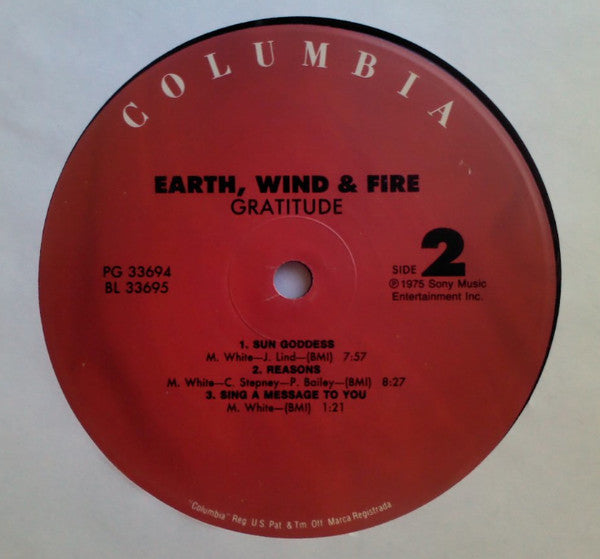 COLUMBIA
EARTH, WIND & FIRE
GRATITUDE
PG 33694
BL 33695
SIDE 2
℗ 1975 Sony Music
Entertainment Inc.
1. SUN GODDESS
M. White—J. Lind—(BMI) 7:57
2. REASONS
M. White—C. Stepney—P. Bailey—(BMI) 8:27
3. SING A MESSAGE TO YOU
M. White—(BMI) 1:21
"Columbia" Reg U.S. Pat. & Tm. Off. Marca Registrada.